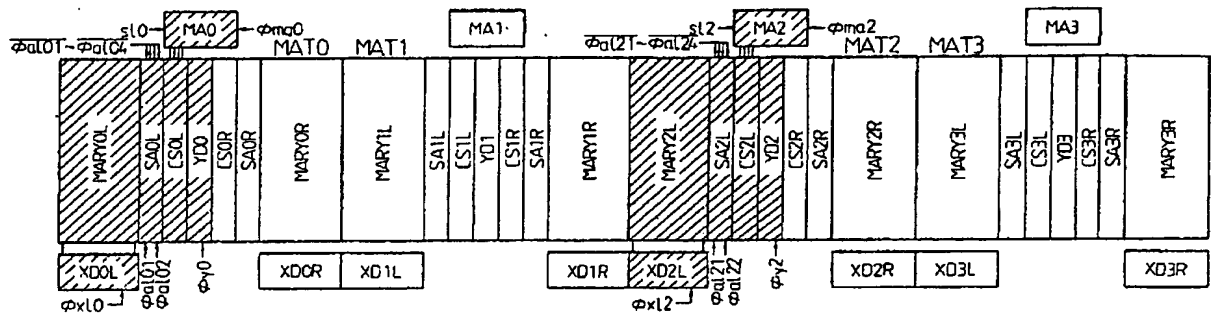 sl0 MA0 φma0 MA1 sl2 MA2 φma2 MA3
φal01~φal04 MAT0 MAT1 φal21~φal24 MAT2 MAT3
MARY0L SA0L CS0L YD0 CS0R SA0R MARY0R MARY1L SA1L CS1L YD1 CS1R SA1R MARY1R MARY2L SA2L CS2L YD2 CS2R SA2R MARY2R MARY3L SA3L CS3L YD3 CS3R SA3R MARY3R
XD0L φal01 φal02 φy0 XD0R XD1L XD1R XD2L φal21 φal22 φy2 XD2R XD3L XD3R
φxl0 φxl2